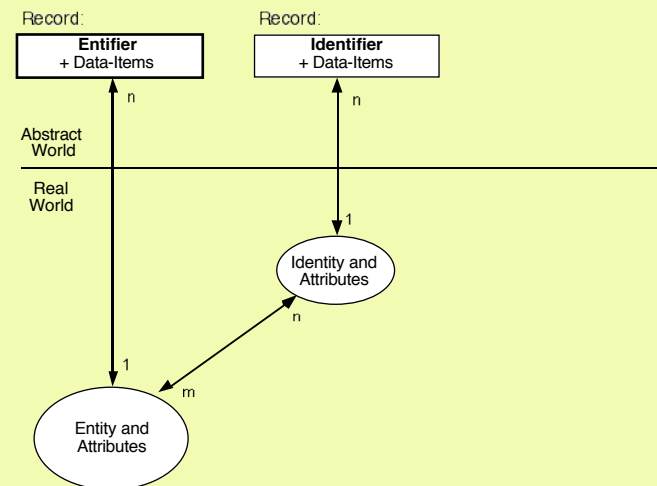 Record:
Record:
Entifier
+ Data-Items
Identifier
+ Data-Items
n
n
Abstract
World
Real
World
1
Identity and
Attributes
n
1
m
Entity and
Attributes